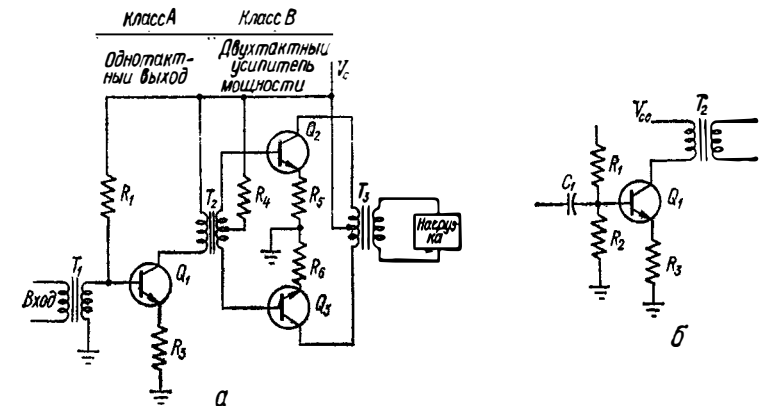 Класс А
Класс В
Однотакт-
ный выход
Двухтактный
усилитель
мощности
Vc
Q2
R1
T2
R4
R5
T3
Нагруз-
ка
T1
Q1
R6
Вход
Q3
R3
а
Vco
T2
R1
C1
Q1
R2
R3
б